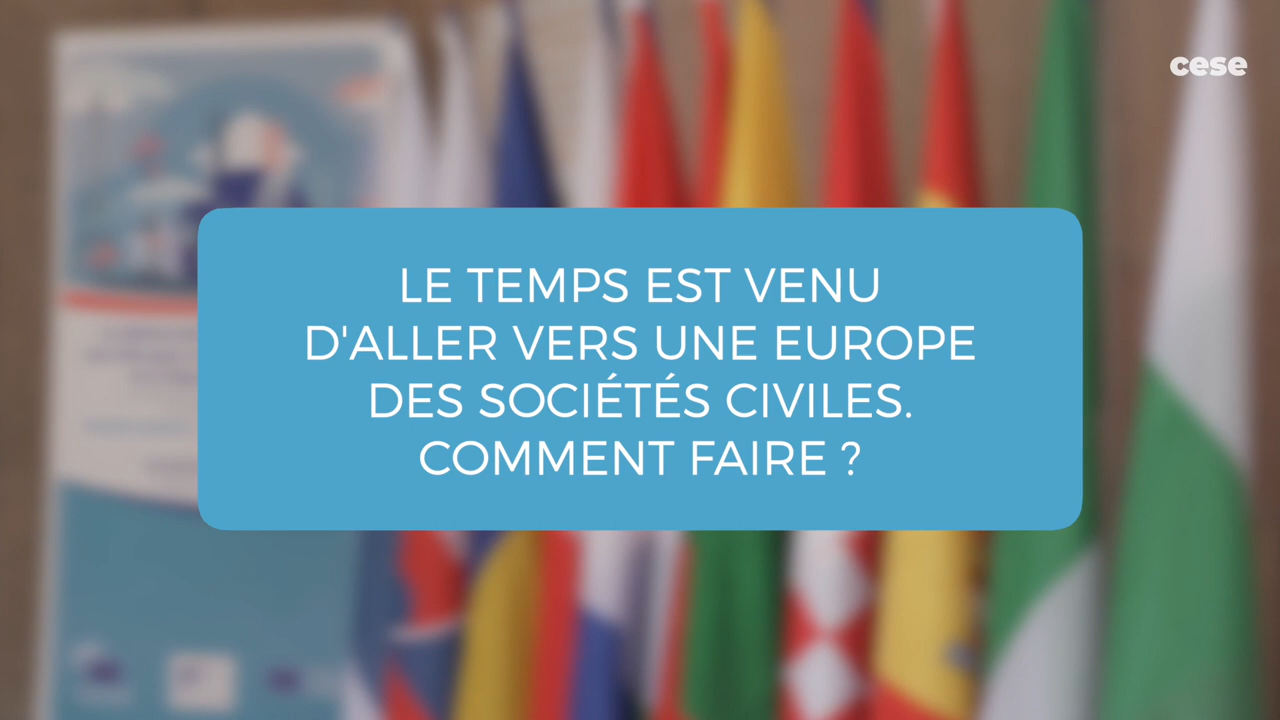 cese
LE TEMPS EST VENU
D'ALLER VERS UNE EUROPE
DES SOCIÉTÉS CIVILES.
COMMENT FAIRE ?